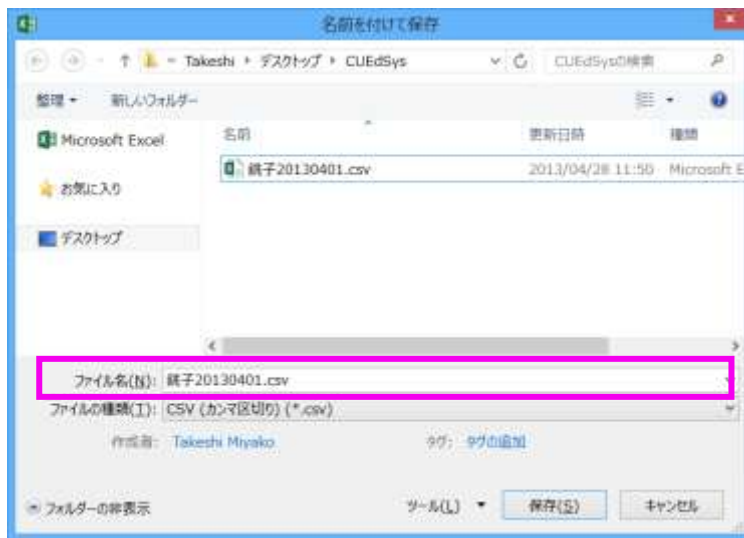 名前を付けて保存
Takeshi ▸ デスクトップ ▸ CUEdSys
CUEdSysの検索
整理 新しいフォルダー
Microsoft Excel
お気に入り
デスクトップ
名前 更新日時 種類
銚子20130401.csv 2013/04/28 11:50 Microsoft E
ファイル名(N): 銚子20130401.csv
ファイルの種類(T): CSV (カンマ区切り) (*.csv)
作成者: Takeshi Miyako タグ: タグの追加
フォルダーの非表示 ツール(L) 保存(S) キャンセル